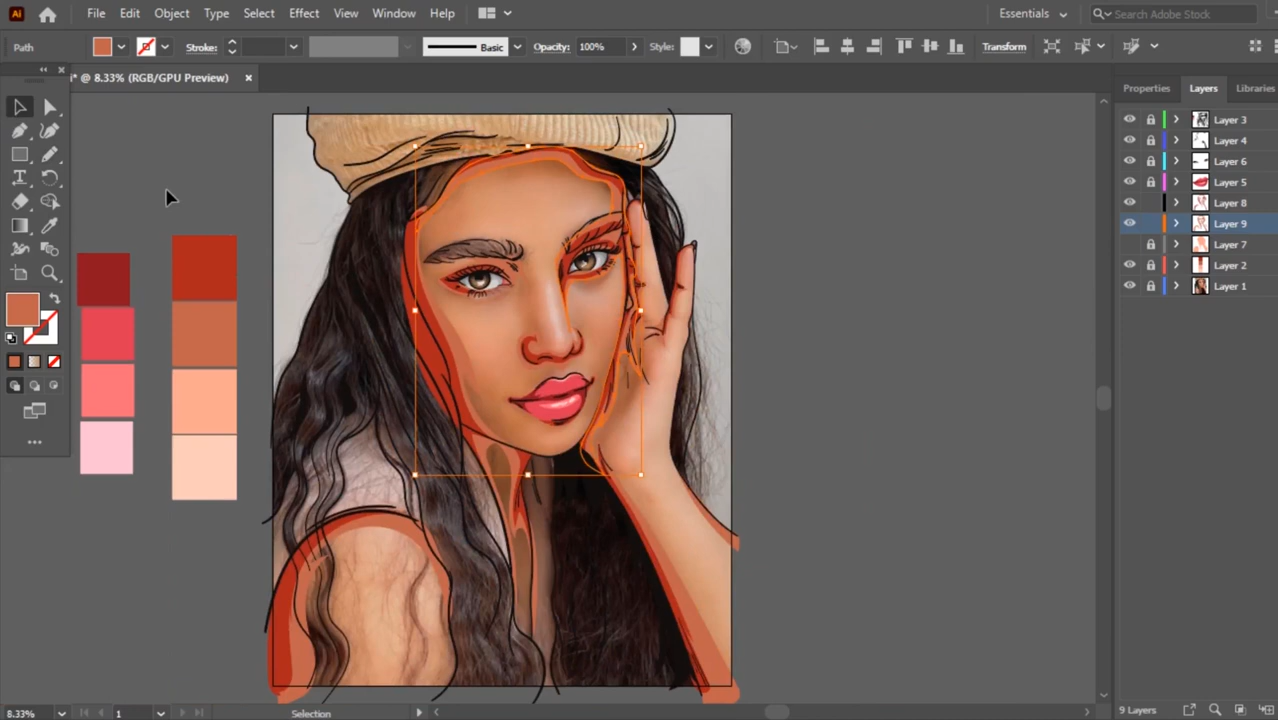 Ai File Edit Object Type Select Effect View Window Help Essentials Search Adobe Stock
Path Stroke: Basic Opacity: 100% Style: Transform
i* @ 8.33% (RGB/GPU Preview) ×
Properties Layers Libraries
Layer 3
Layer 4
Layer 6
Layer 5
Layer 8
Layer 9
Layer 7
Layer 2
Layer 1
8.33% 1 Selection 9 Layers